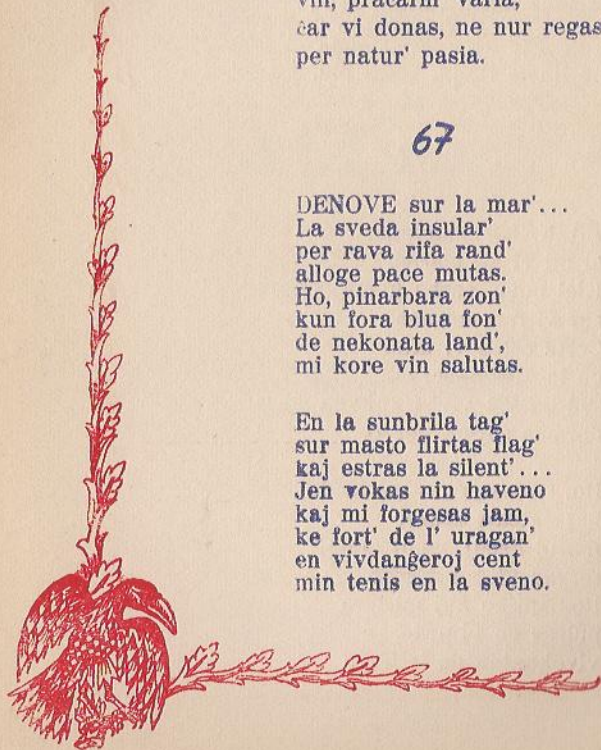 vin, varia,
ĉar vi donas, ne nur regas
per natur' pasia.
67
DENOVE sur la mar'...
La sveda insular'
per rava rifa rand'
alloge pace mutas.
Ho, pinarbara zon'
kun fora blua fon'
de nekonata land',
mi kore vin salutas.
En la sunbrila tag'
sur masto flirtas flag'
kaj estras la silent'...
Jen vokas nin haveno
kaj mi forgesas jam,
ke fort' de l' uragan'
en vivdanĝeroj cent
min tenis en la sveno.